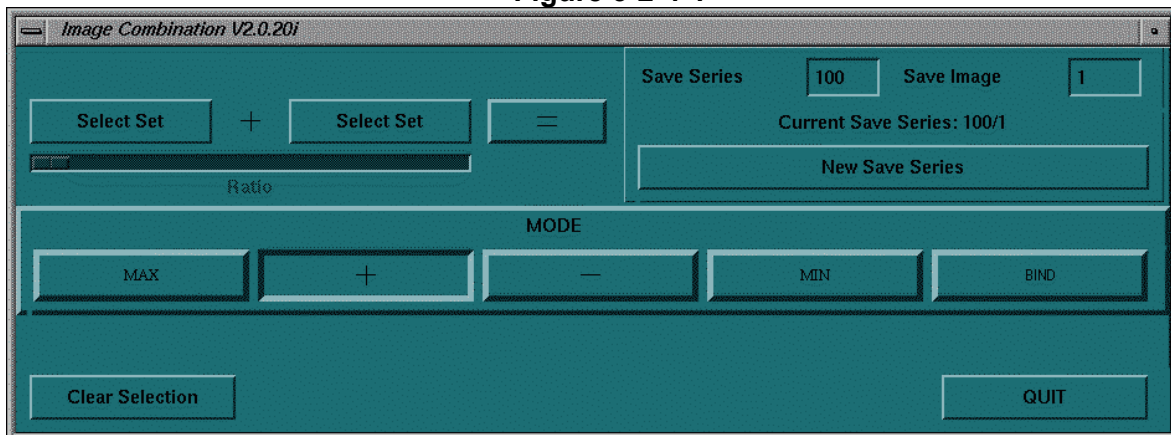 Image Combination V2.0.20i
Save Series 100 Save Image 1
Select Set + Select Set =
Current Save Series: 100/1
New Save Series
Ratio
MODE
MAX + — MIN BIND
Clear Selection QUIT